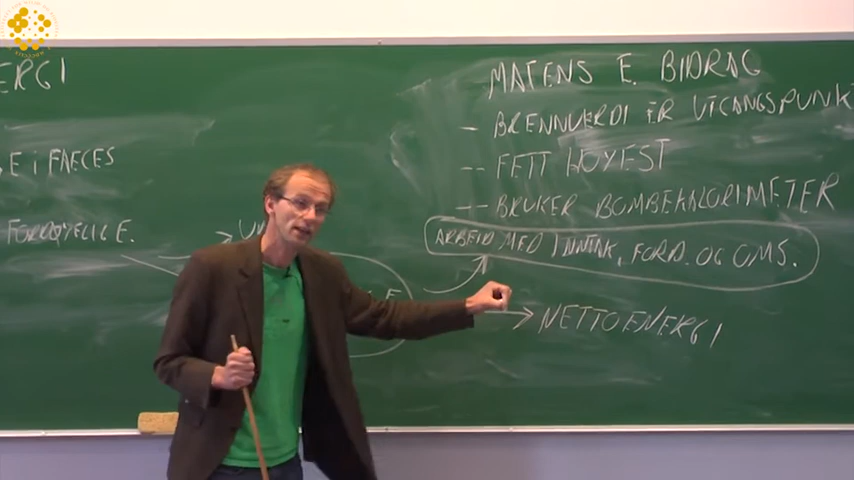 ERGI
E I FAECES
FORDØYELIG E.
MATENS E. BIDRAG
- BRENNVERDI ER UTGANGSPUNKT
- FETT HØYEST
- BRUKER BOMBEKALORIMETER
ARBEID MED INNTAK, FORD. OG OMS.
→ NETTOENERGI